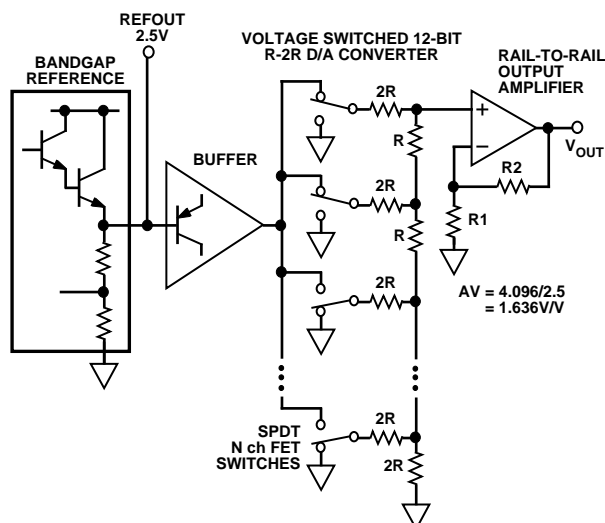 REFOUT
2.5V
BANDGAP
REFERENCE
VOLTAGE SWITCHED 12-BIT
R-2R D/A CONVERTER
RAIL-TO-RAIL
OUTPUT
AMPLIFIER
BUFFER
2R
R
2R
R
2R
2R
2R
SPDT
N ch FET
SWITCHES
+
–
R2
R1
VOUT
AV = 4.096/2.5
= 1.636V/V